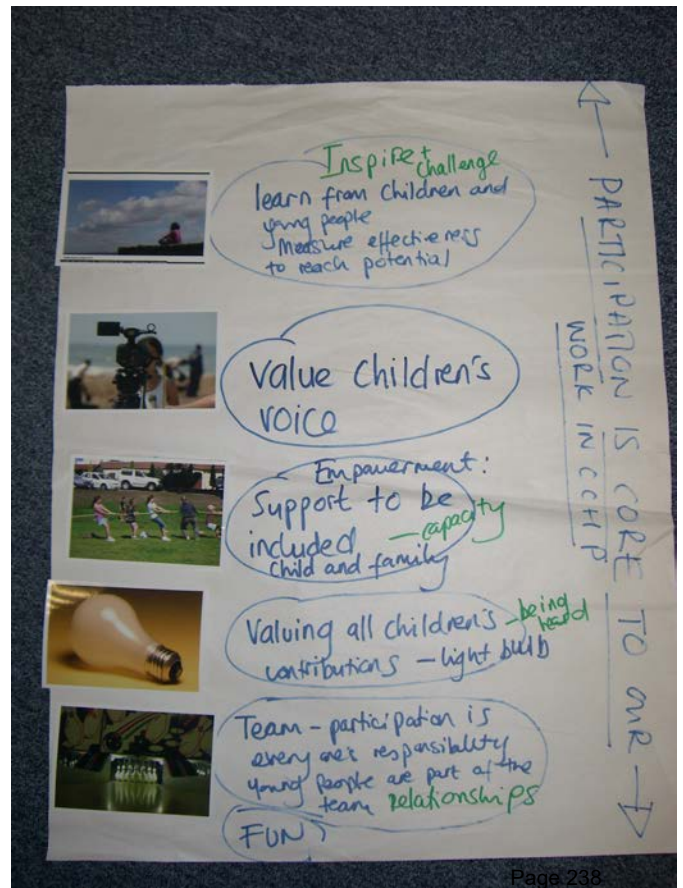 Inspire +
challenge
learn from children and
young people
Measure effectiveness
to reach potential
Value children's
voice
Empowerment:
Support to be
included — capacity
child and family
Valuing all children's — being
heard
contributions — light bulb
Team - participation is
every one's responsibility
young people are part of the
team relationships
FUN
PARTICIPATION IS CORE TO OUR
WORK IN CCHP
Page 238